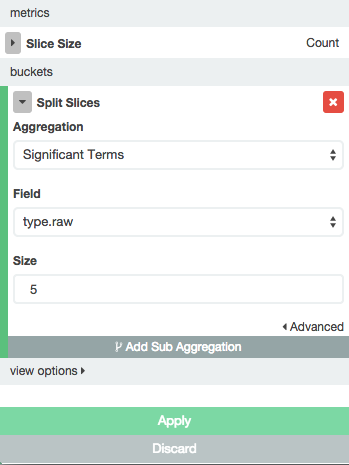 metrics
Slice Size Count
buckets
Split Slices
Aggregation
Significant Terms
Field
type.raw
Size
5
Advanced
Add Sub Aggregation
view options
Apply
Discard